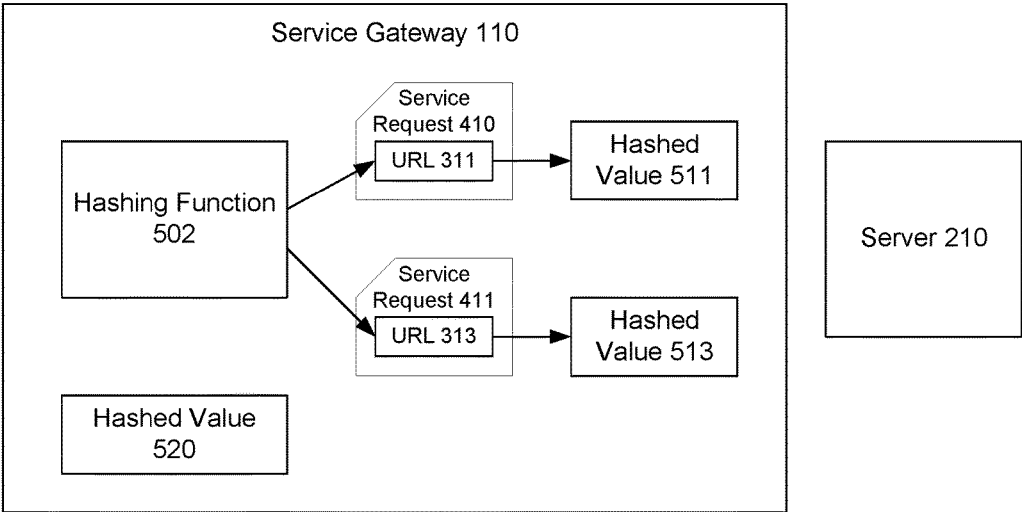 Service Gateway 110
Service
Request 410
URL 311
Hashed
Value 511
Hashing Function
502
Server 210
Service
Request 411
URL 313
Hashed
Value 513
Hashed Value
520